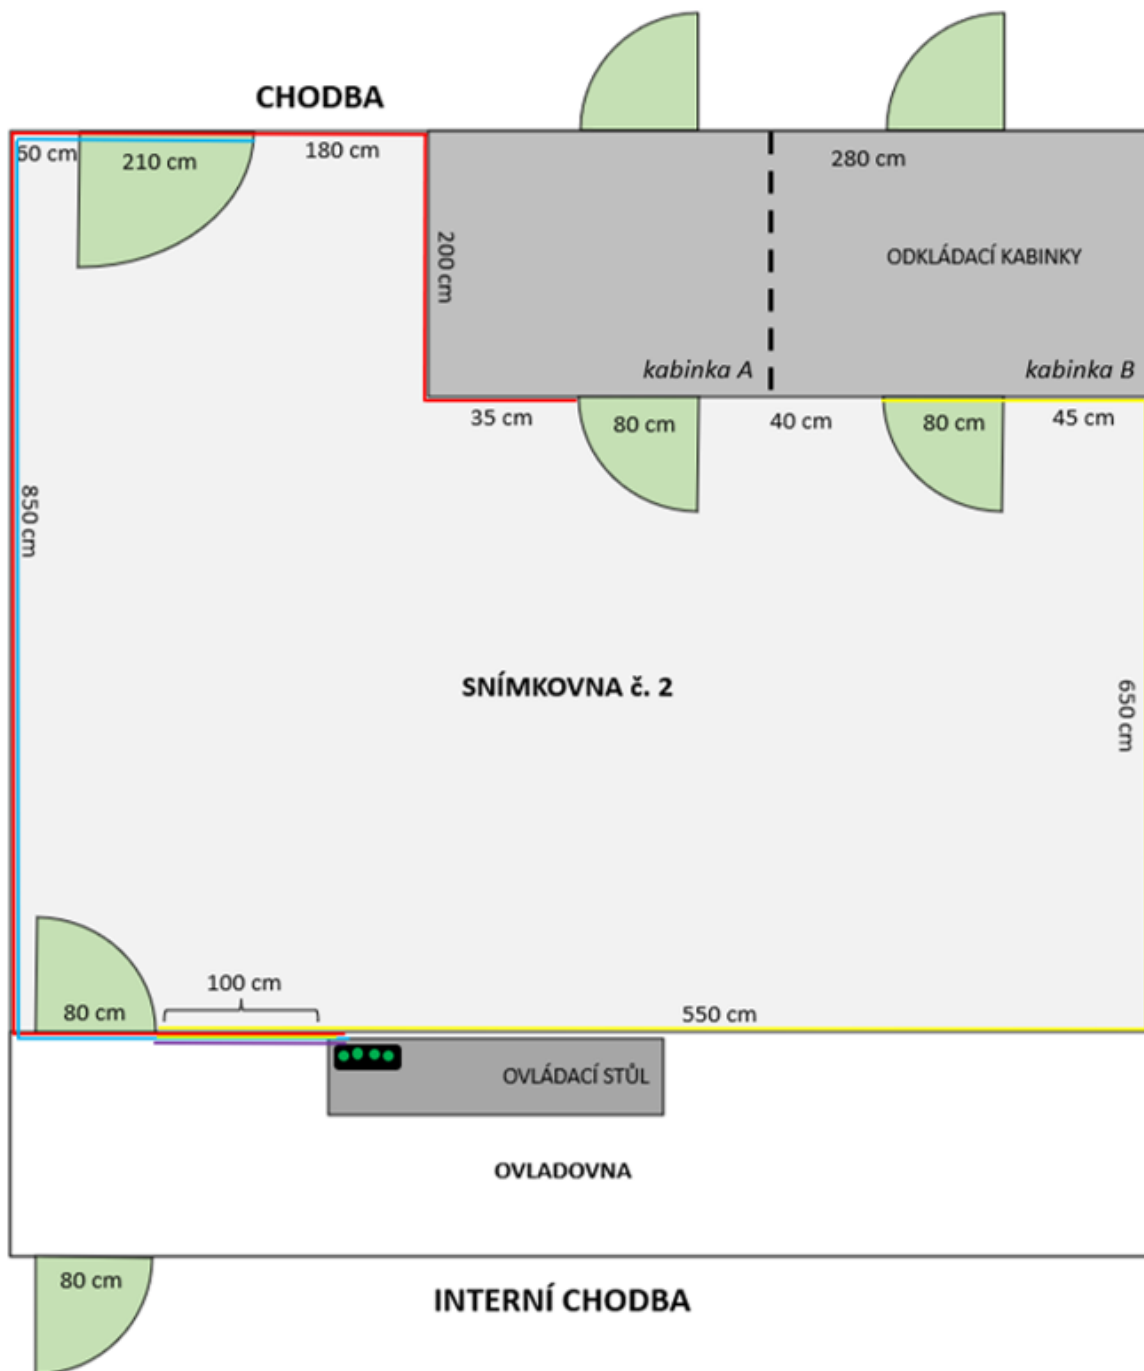 CHODBA
50 cm
210 cm
180 cm
280 cm
200 cm
ODKLÁDACÍ KABINKY
kabinka A
kabinka B
35 cm
80 cm
40 cm
80 cm
45 cm
850 cm
SNÍMKOVNA č. 2
650 cm
100 cm
80 cm
550 cm
OVLÁDACÍ STŮL
OVLADOVNA
80 cm
INTERNÍ CHODBA